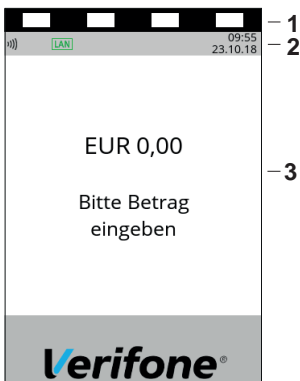 1
09:55
LAN
2
23.10.18
EUR 0,00
3
Bitte Betrag
eingeben
Verifone®